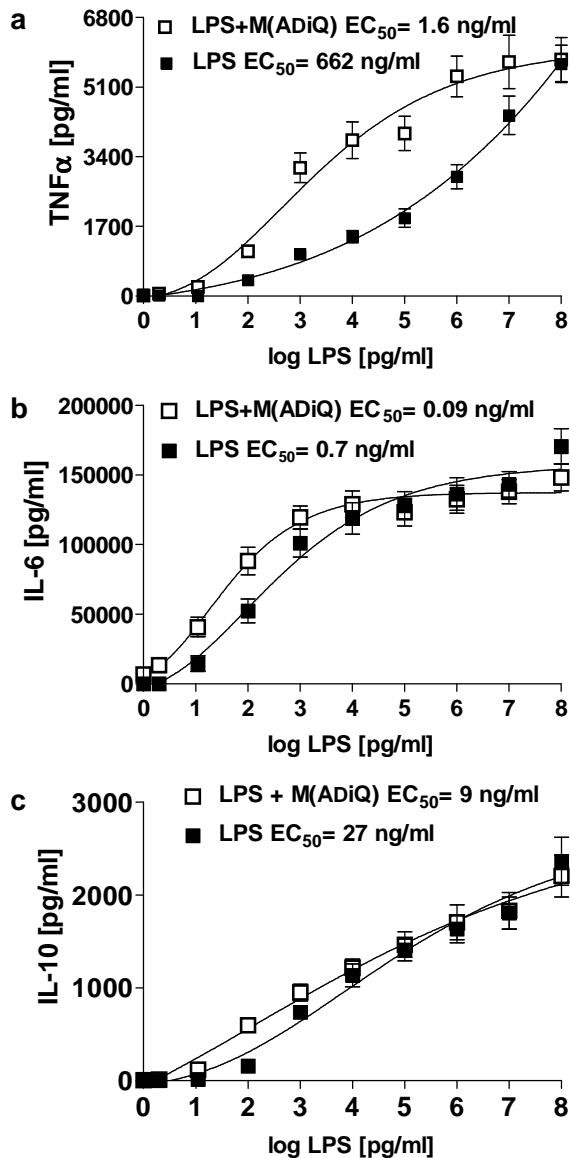 a
LPS+M(ADiQ) EC50= 1.6 ng/ml
LPS EC50= 662 ng/ml
TNFα [pg/ml]
6800
5100
3400
1700
0
0 1 2 3 4 5 6 7 8
log LPS [pg/ml]
b
LPS+M(ADiQ) EC50= 0.09 ng/ml
LPS EC50= 0.7 ng/ml
IL-6 [pg/ml]
200000
150000
100000
50000
0
0 1 2 3 4 5 6 7 8
log LPS [pg/ml]
c
LPS + M(ADiQ) EC50= 9 ng/ml
LPS EC50= 27 ng/ml
IL-10 [pg/ml]
3000
2000
1000
0
0 1 2 3 4 5 6 7 8
log LPS [pg/ml]